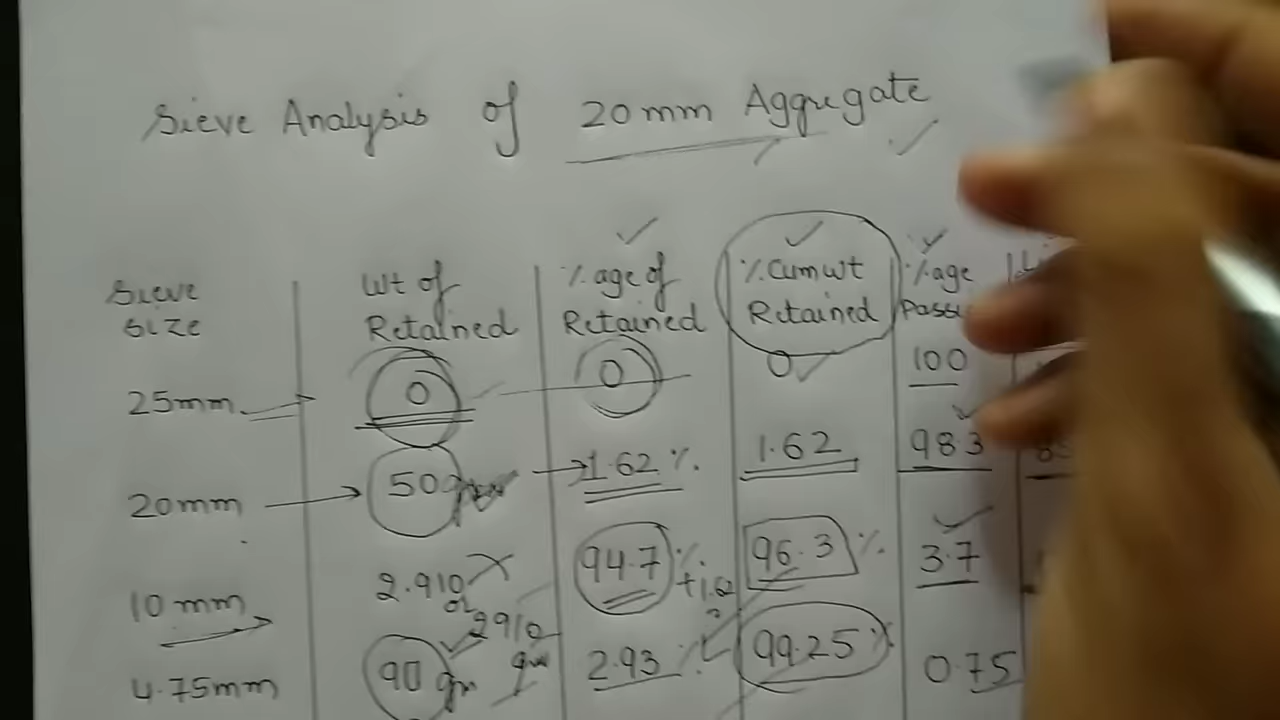 Sieve Analysis of 20mm Aggregate
Sieve Size
Wt of Retained
%age of Retained
%Cum wt Retained
%age
25mm 0 0 0 100
20mm 50 1.62% 1.62 98.3
10mm 2.910 or 2910 gm 94.7% 96.3% 3.7
4.75mm 90 gm 2.93% 99.25% 0.75